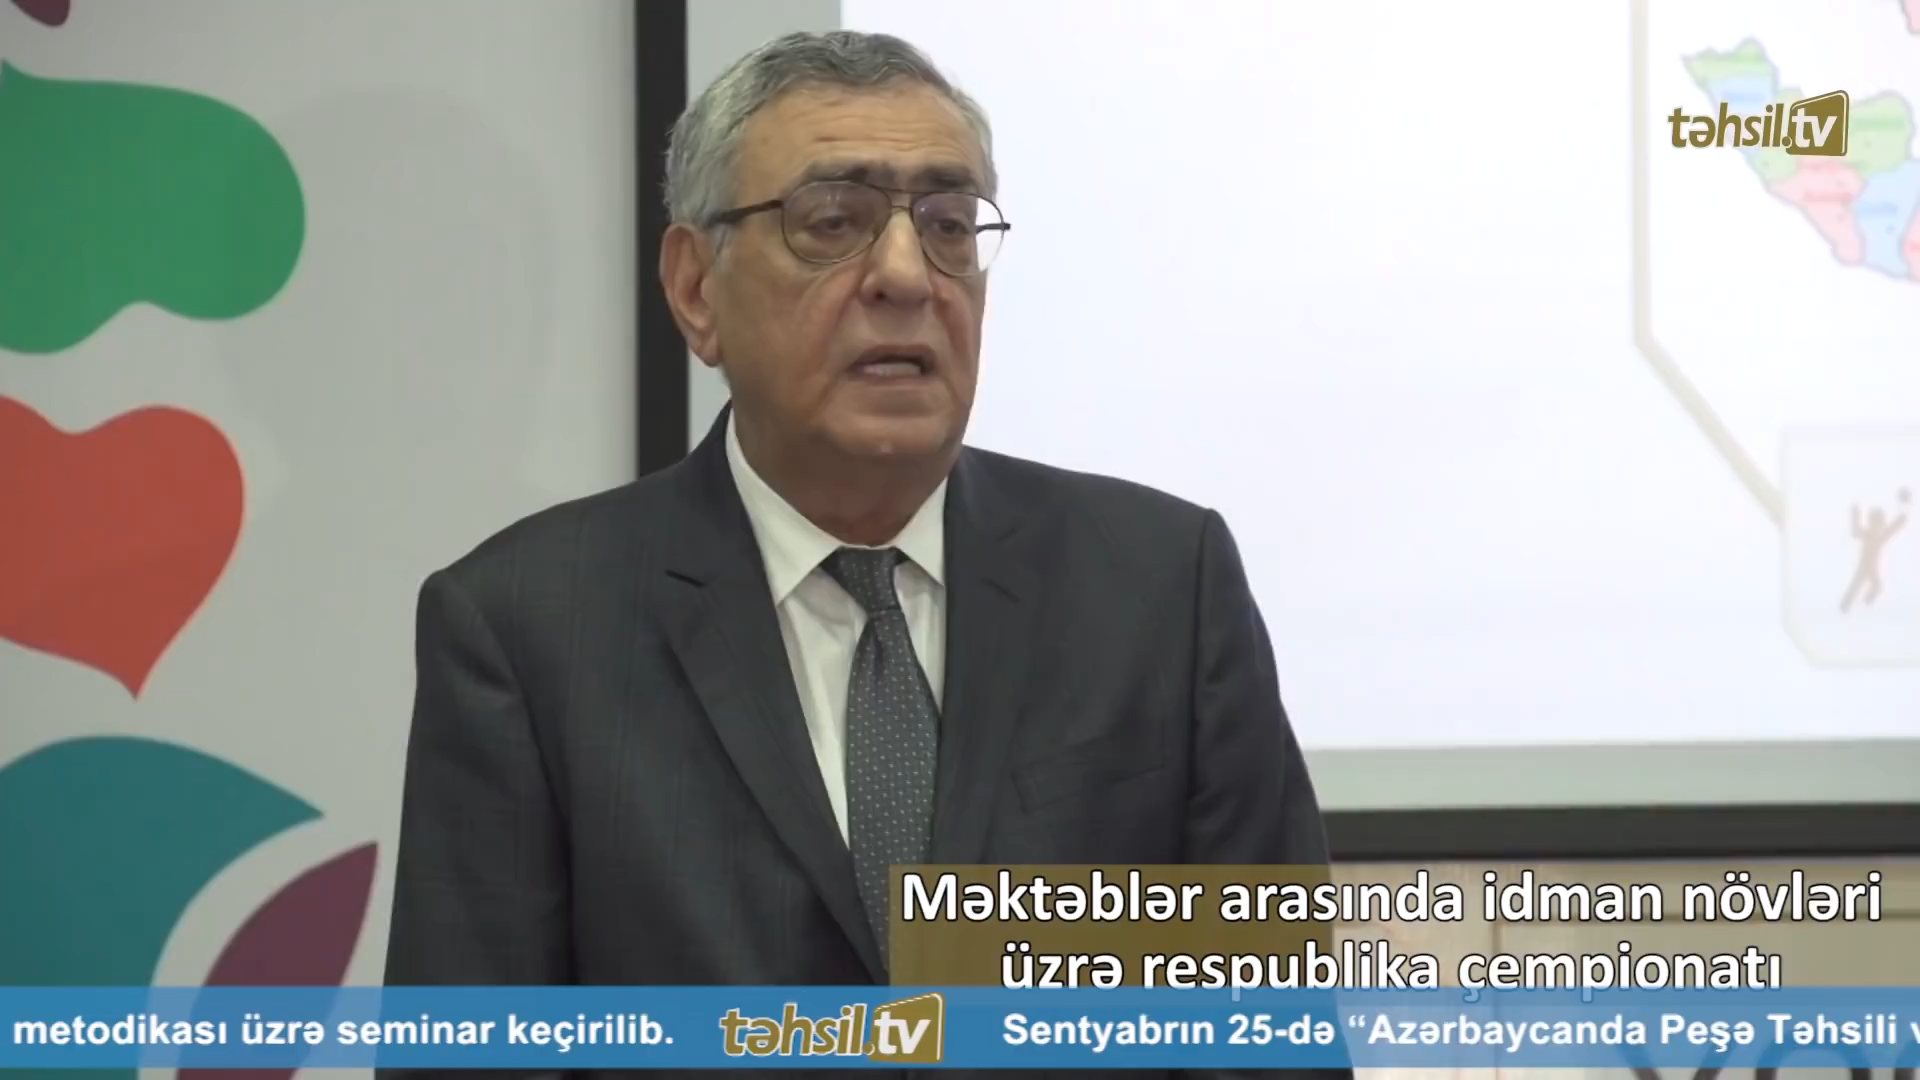 təhsil.tv
Məktəblər arasında idman növləri
üzrə respublika çempionatı
metodikası üzrə seminar keçirilib.
təhsil.tv
Sentyabrın 25-də “Azərbaycanda Peşə Təhsili